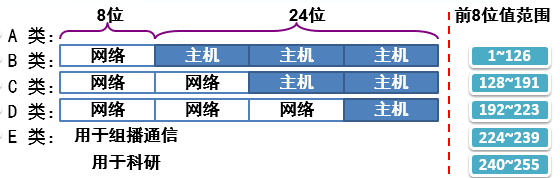 8位 24位 前8位值范围
A 类：
B 类： 网络 主机 主机 主机 1~126
C 类： 网络 网络 主机 主机 128~191
D 类： 网络 网络 网络 主机 192~223
E 类： 用于组播通信 224~239
用于科研 240~255